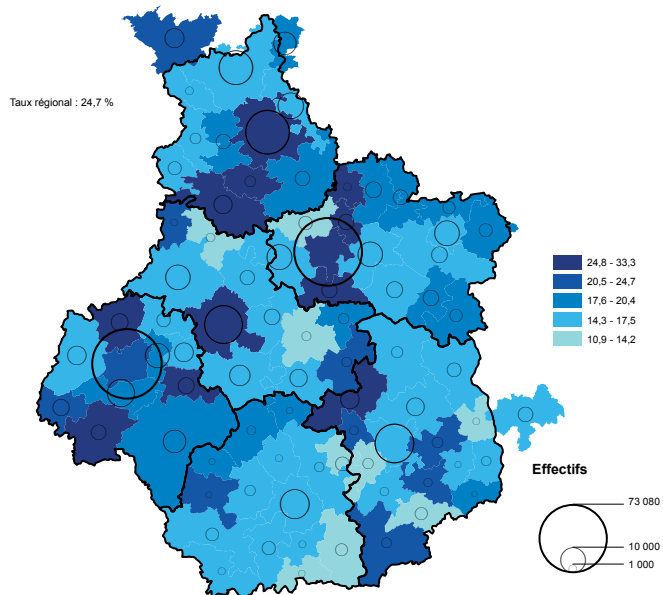 Taux régional : 24,7 %
24,8 - 33,3
20,5 - 24,7
17,6 - 20,4
14,3 - 17,5
10,9 - 14,2
Effectifs
73 080
10 000
1 000